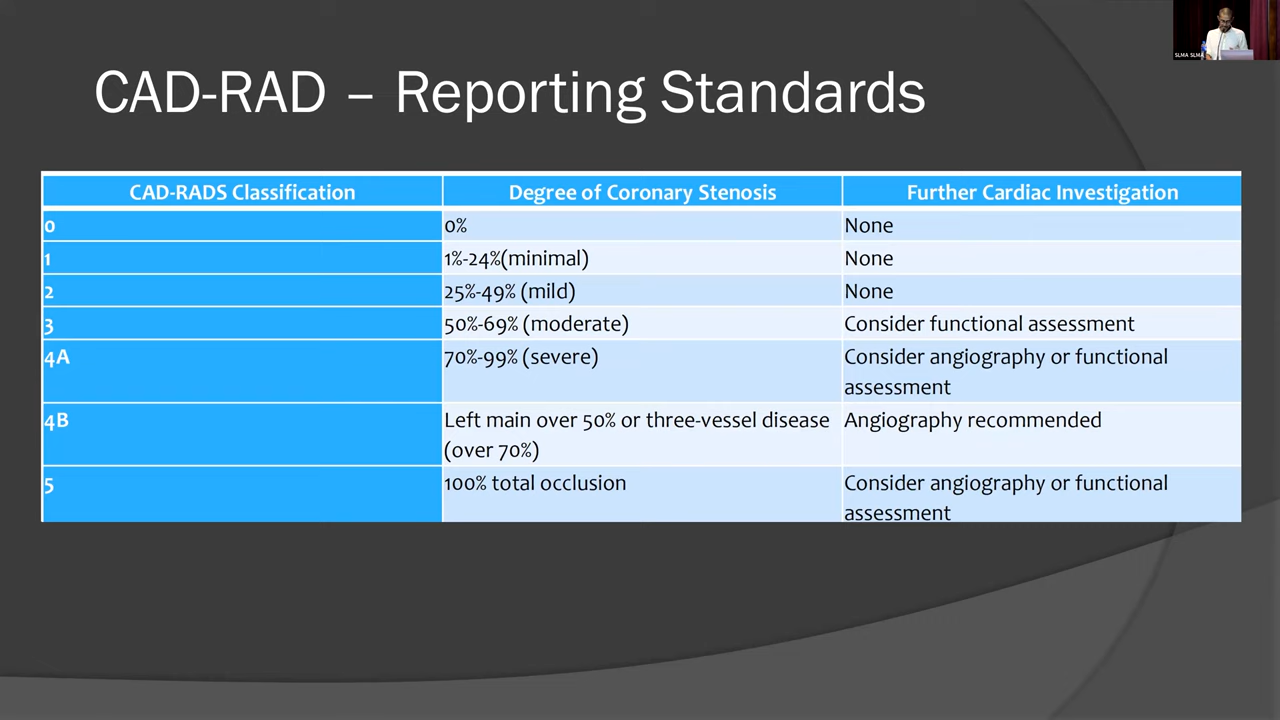 SLMA SLMA
CAD-RAD – Reporting Standards
CAD-RADS Classification Degree of Coronary Stenosis Further Cardiac Investigation
0 0% None
1 1%-24%(minimal) None
2 25%-49% (mild) None
3 50%-69% (moderate) Consider functional assessment
4A 70%-99% (severe) Consider angiography or functional
assessment
4B Left main over 50% or three-vessel disease Angiography recommended
(over 70%)
5 100% total occlusion Consider angiography or functional
assessment